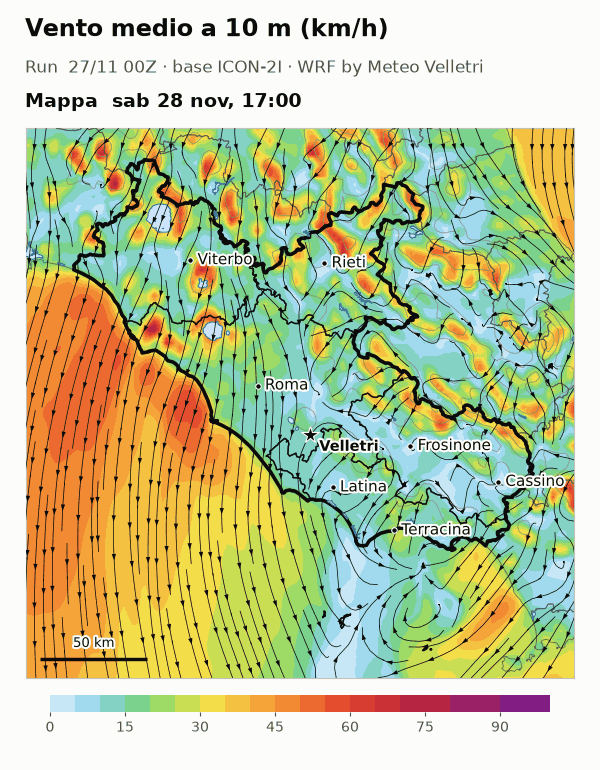 Vento medio a 10 m (km/h)
Run  27/11 00Z · base ICON-2I · WRF by Meteo Velletri
Mappa  sab 28 nov, 17:00
Viterbo
Rieti
Roma
Velletri
Frosinone
Cassino
Latina
Terracina
50 km
0 15 30 45 60 75 90